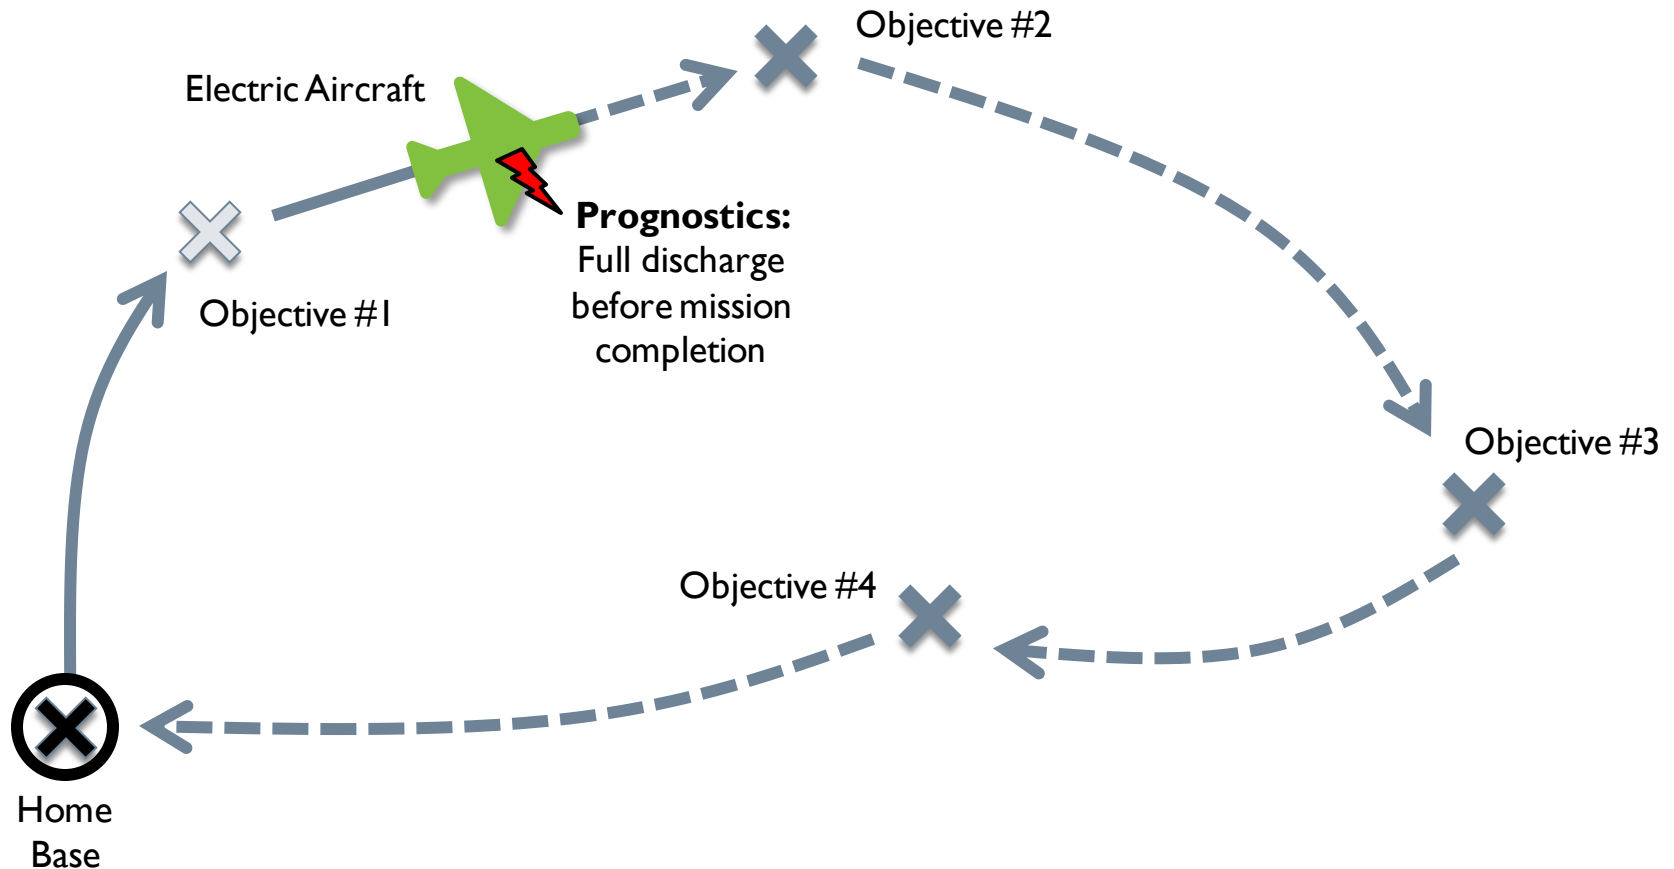 Objective #2
Electric Aircraft
Prognostics:
Full discharge
before mission
completion
Objective #1
Objective #3
Objective #4
Home
Base